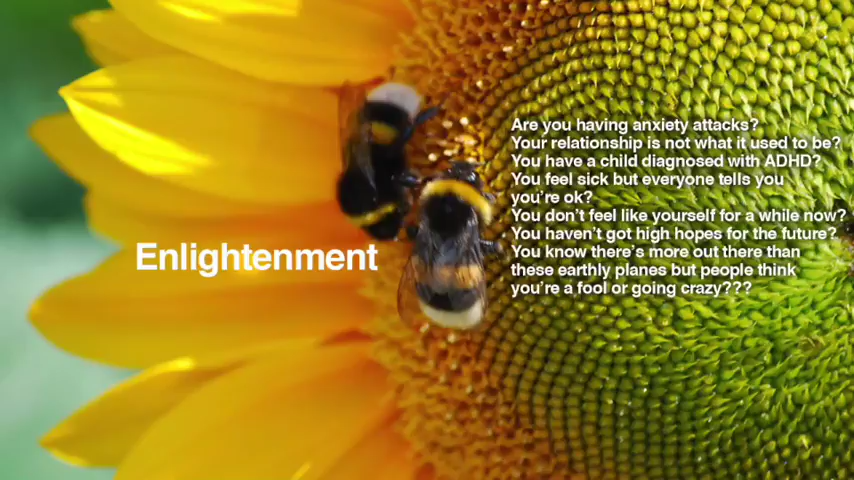 Enlightenment
Are you having anxiety attacks?
Your relationship is not what it used to be?
You have a child diagnosed with ADHD?
You feel sick but everyone tells you
you're ok?
You don't feel like yourself for a while now?
You haven't got high hopes for the future?
You know there's more out there than
these earthly planes but people think
you're a fool or going crazy???